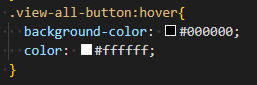 .view-all-button:hover{
background-color: #000000;
color: #ffffff;
}